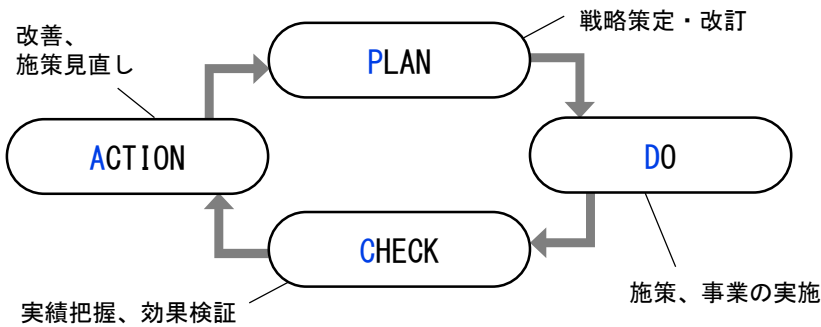 戦略策定・改訂
改善、
施策見直し
PLAN
ACTION
DO
CHECK
施策、事業の実施
実績把握、効果検証